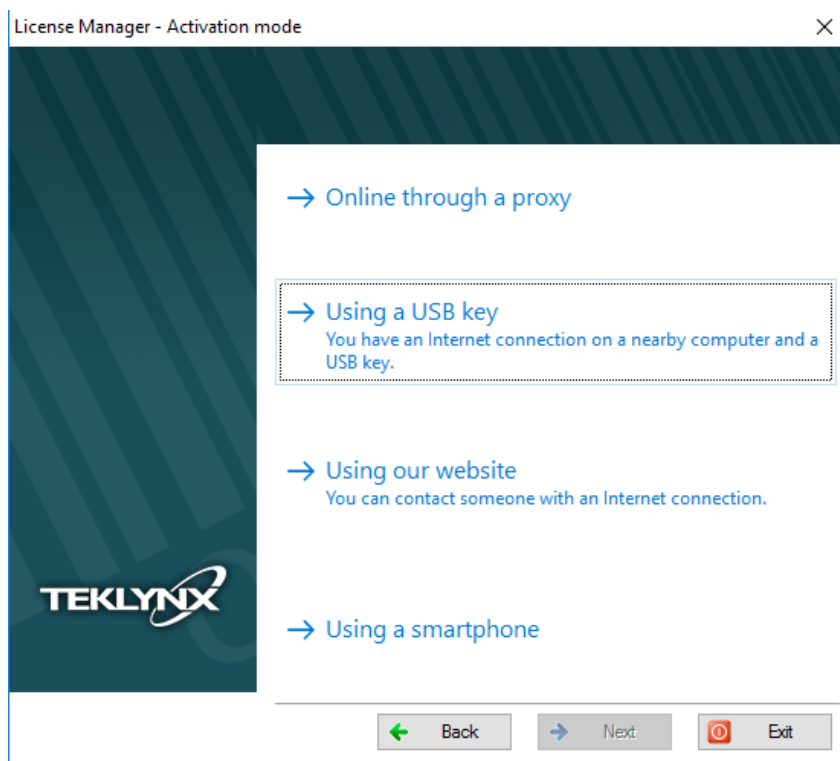 License Manager - Activation mode
Online through a proxy
Using a USB key
You have an Internet connection on a nearby computer and a
USB key.
Using our website
You can contact someone with an Internet connection.
TEKLYNX
Using a smartphone
Back
Next
Exit